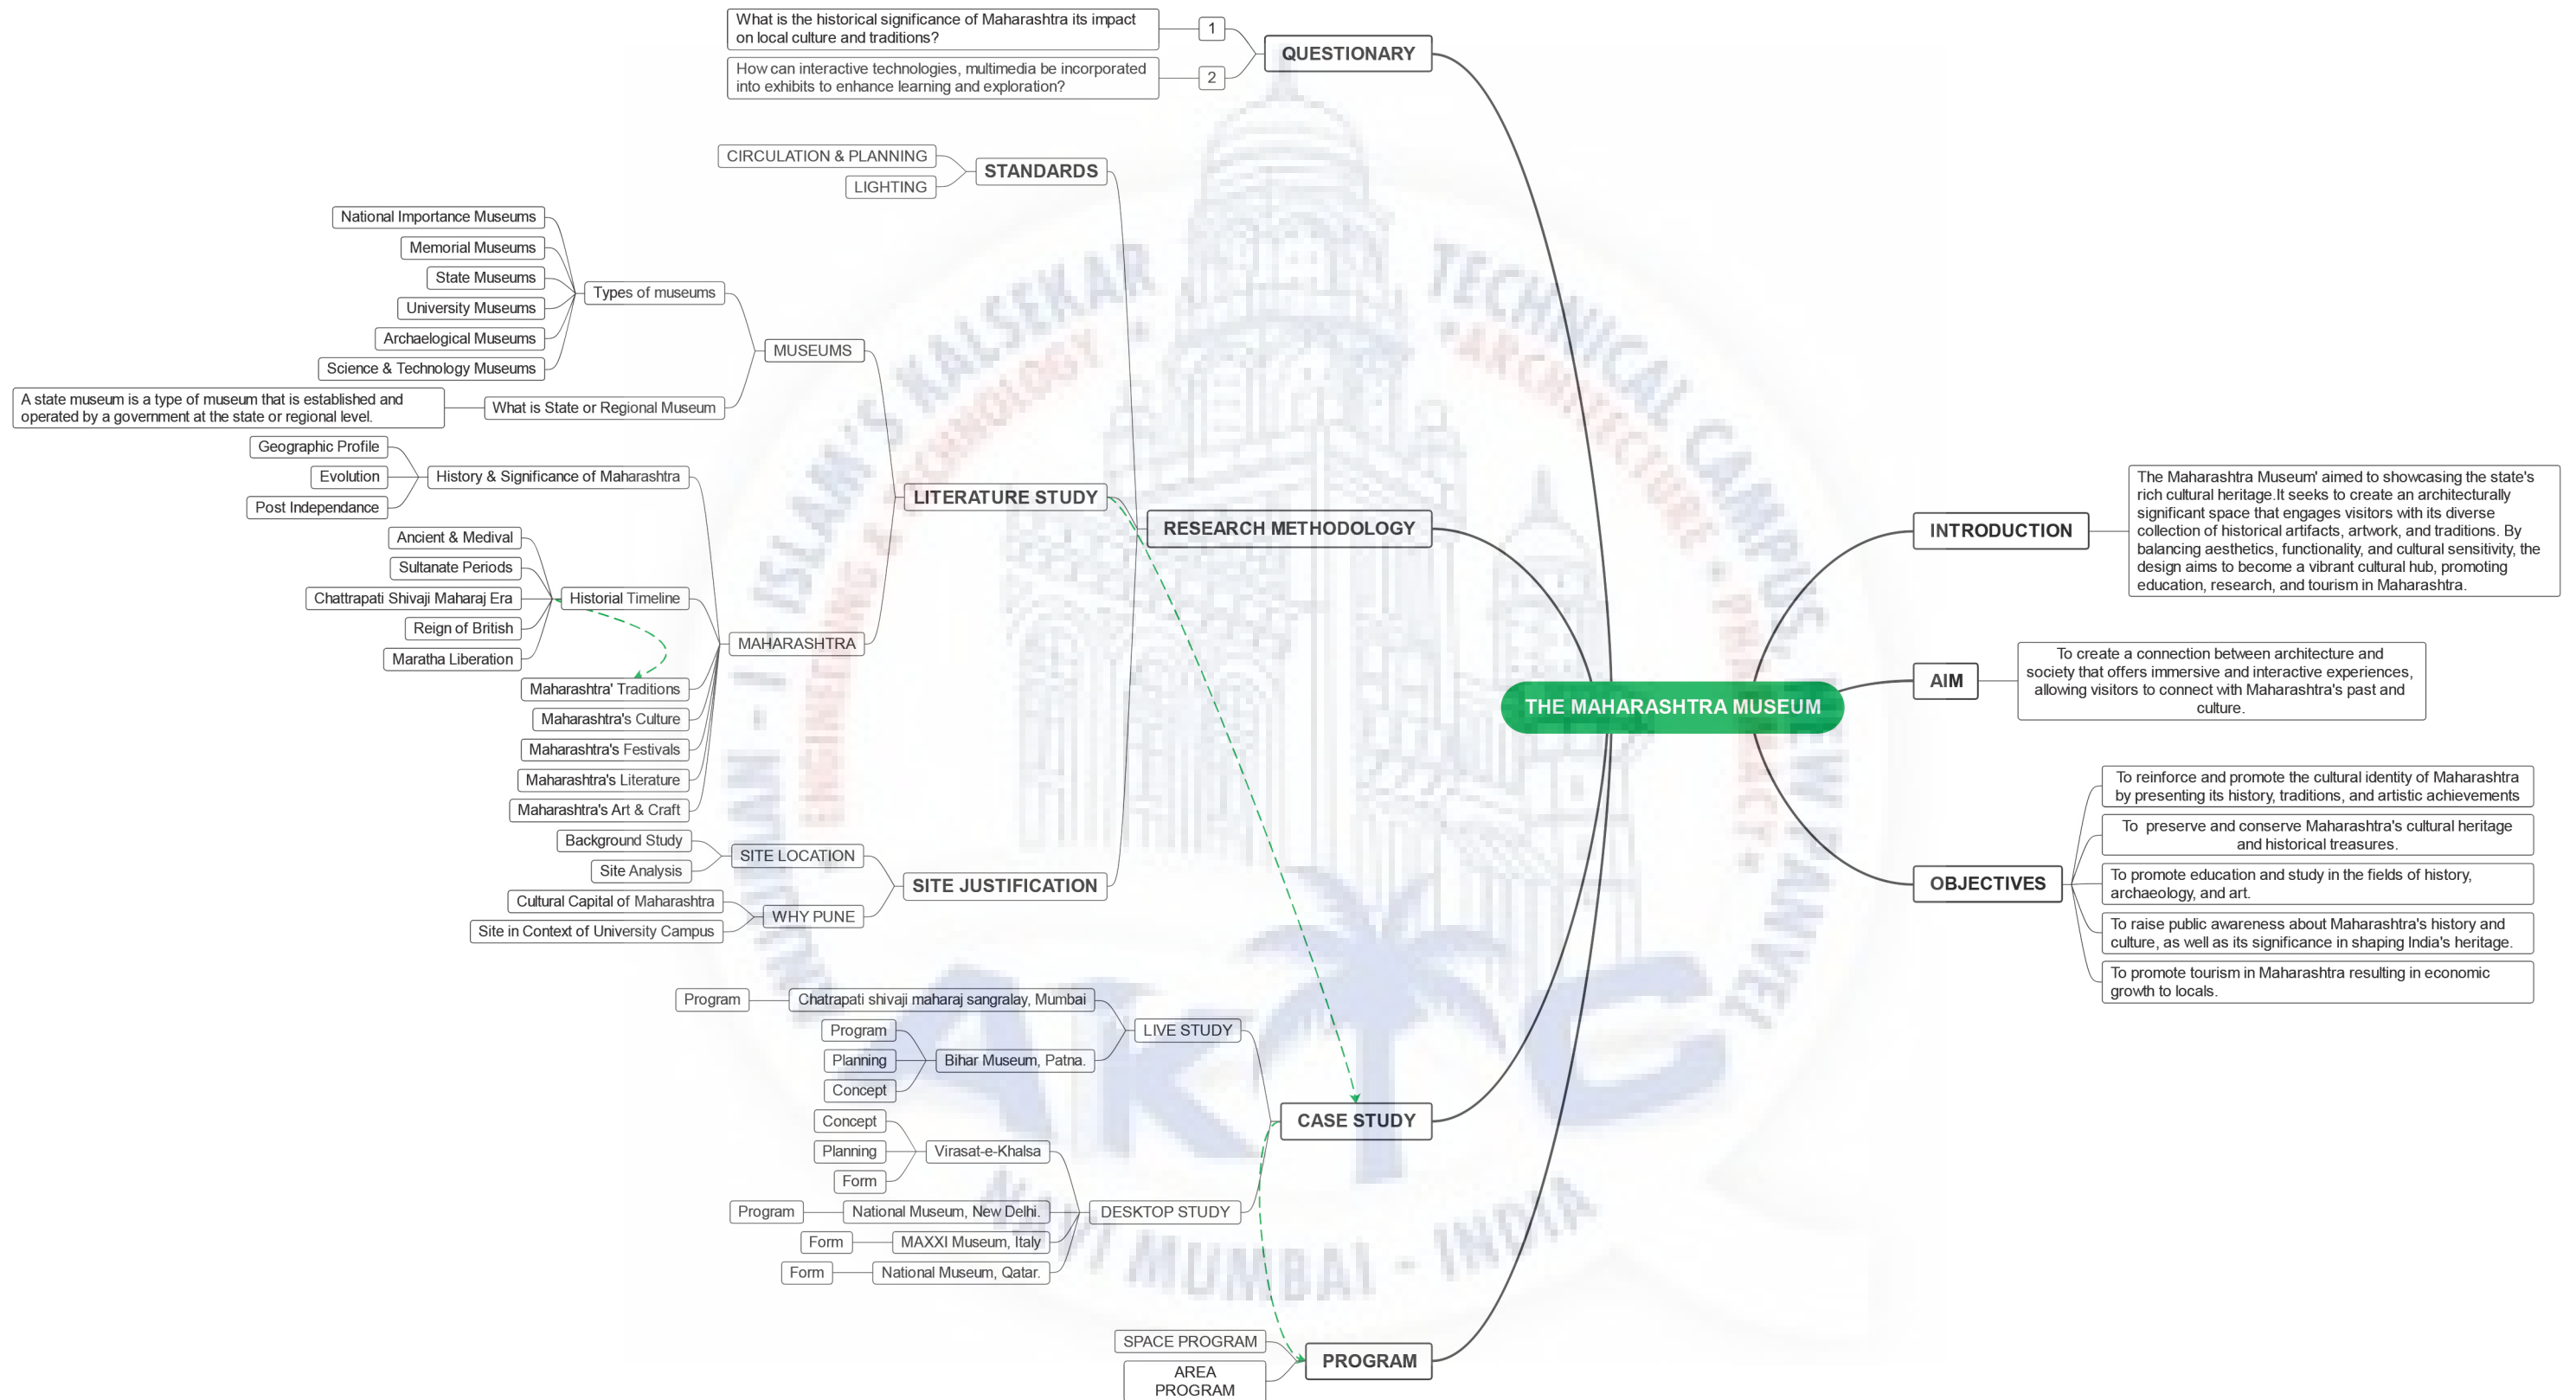 What is the historical significance of Maharashtra its impact
on local culture and traditions?
1
QUESTIONARY
How can interactive technologies, multimedia be incorporated
into exhibits to enhance learning and exploration?
2
CIRCULATION & PLANNING
LIGHTING
STANDARDS
National Importance Museums
Memorial Museums
State Museums
University Museums
Archaelogical Museums
Science & Technology Museums
Types of museums
MUSEUMS
A state museum is a type of museum that is established and
operated by a government at the state or regional level.
What is State or Regional Museum
Geographic Profile
Evolution
Post Independance
History & Significance of Maharashtra
LITERATURE STUDY
RESEARCH METHODOLOGY
Ancient & Medival
Sultanate Periods
Chattrapati Shivaji Maharaj Era
Reign of British
Maratha Liberation
Historial Timeline
MAHARASHTRA
Maharashtra' Traditions
Maharashtra's Culture
Maharashtra's Festivals
Maharashtra's Literature
Maharashtra's Art & Craft
Background Study
Site Analysis
SITE LOCATION
SITE JUSTIFICATION
Cultural Capital of Maharashtra
Site in Context of University Campus
WHY PUNE
Program
Chatrapati shivaji maharaj sangralay, Mumbai
LIVE STUDY
Program
Planning
Concept
Bihar Museum, Patna.
CASE STUDY
Concept
Planning
Form
Virasat-e-Khalsa
Program
National Museum, New Delhi.
DESKTOP STUDY
Form
MAXXI Museum, Italy
Form
National Museum, Qatar.
SPACE PROGRAM
AREA
PROGRAM
PROGRAM
THE MAHARASHTRA MUSEUM
INTRODUCTION
The Maharashtra Museum' aimed to showcasing the state's
rich cultural heritage.It seeks to create an architecturally
significant space that engages visitors with its diverse
collection of historical artifacts, artwork, and traditions. By
balancing aesthetics, functionality, and cultural sensitivity, the
design aims to become a vibrant cultural hub, promoting
education, research, and tourism in Maharashtra.
AIM
To create a connection between architecture and
society that offers immersive and interactive experiences,
allowing visitors to connect with Maharashtra's past and
culture.
OBJECTIVES
To reinforce and promote the cultural identity of Maharashtra
by presenting its history, traditions, and artistic achievements
To preserve and conserve Maharashtra's cultural heritage
and historical treasures.
To promote education and study in the fields of history,
archaeology, and art.
To raise public awareness about Maharashtra's history and
culture, as well as its significance in shaping India's heritage.
To promote tourism in Maharashtra resulting in economic
growth to locals.
ISLAM'S KALSEKAR
TECHNICAL CAMPUS
TECHNOLOGY
ARCHITECTURE
MUMBAI - INDIA